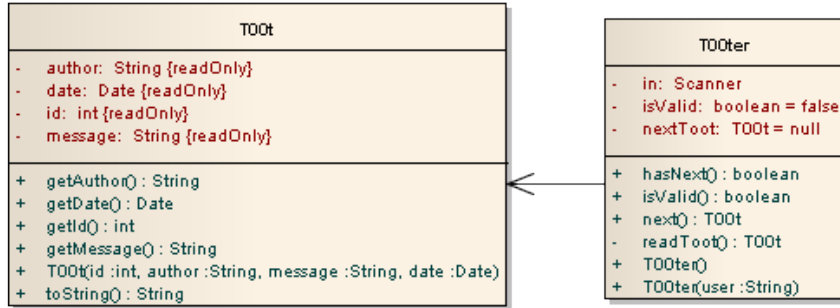 T00t
- author: String {readOnly}
- date: Date {readOnly}
- id: int {readOnly}
- message: String {readOnly}
+ getAuthor() : String
+ getDate() : Date
+ getId() : int
+ getMessage() : String
+ T00t(id :int, author :String, message :String, date :Date)
+ toString() : String
T00ter
- in: Scanner
- isValid: boolean = false
- nextToot: T00t = null
+ hasNext() : boolean
+ isValid() : boolean
+ next() : T00t
- readToot() : T00t
+ T00ter()
+ T00ter(user :String)